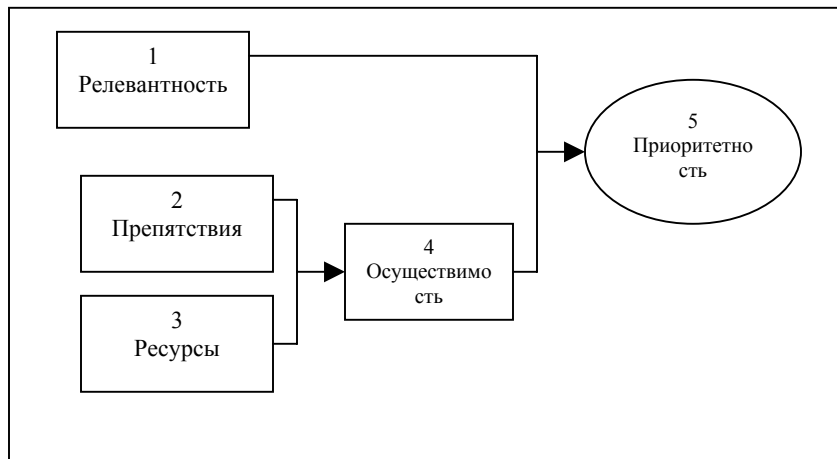 1
Релевантность
2
Препятствия
3
Ресурсы
4
Осуществимо
сть
5
Приоритетно
сть